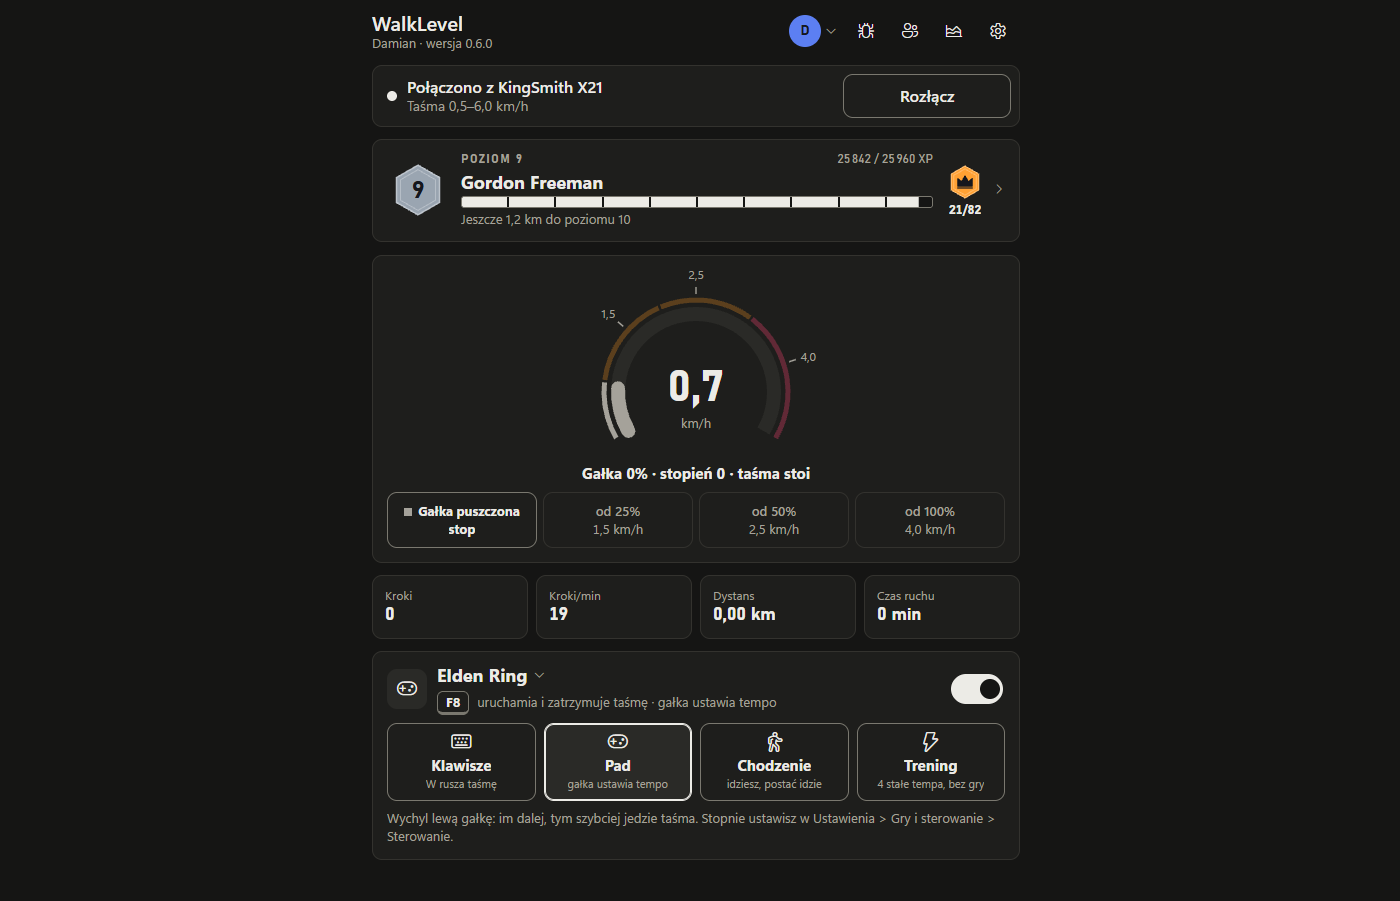 WalkLevel
Damian · wersja 0.6.0
D
Połączono z KingSmith X21
Taśma 0,5–6,0 km/h
Rozłącz
POZIOM 9
25 842 / 25 960 XP
9
Gordon Freeman
Jeszcze 1,2 km do poziomu 10
21/82
2,5
1,5
4,0
0,7
km/h
Gałka 0% · stopień 0 · taśma stoi
Gałka puszczona
stop
od 25%
1,5 km/h
od 50%
2,5 km/h
od 100%
4,0 km/h
Kroki
0
Kroki/min
19
Dystans
0,00 km
Czas ruchu
0 min
Elden Ring
F8 uruchamia i zatrzymuje taśmę · gałka ustawia tempo
Klawisze
W rusza taśmę
Pad
gałka ustawia tempo
Chodzenie
idziesz, postać idzie
Trening
4 stałe tempa, bez gry
Wychyl lewą gałkę: im dalej, tym szybciej jedzie taśma. Stopnie ustawisz w Ustawienia > Gry i sterowanie >
Sterowanie.